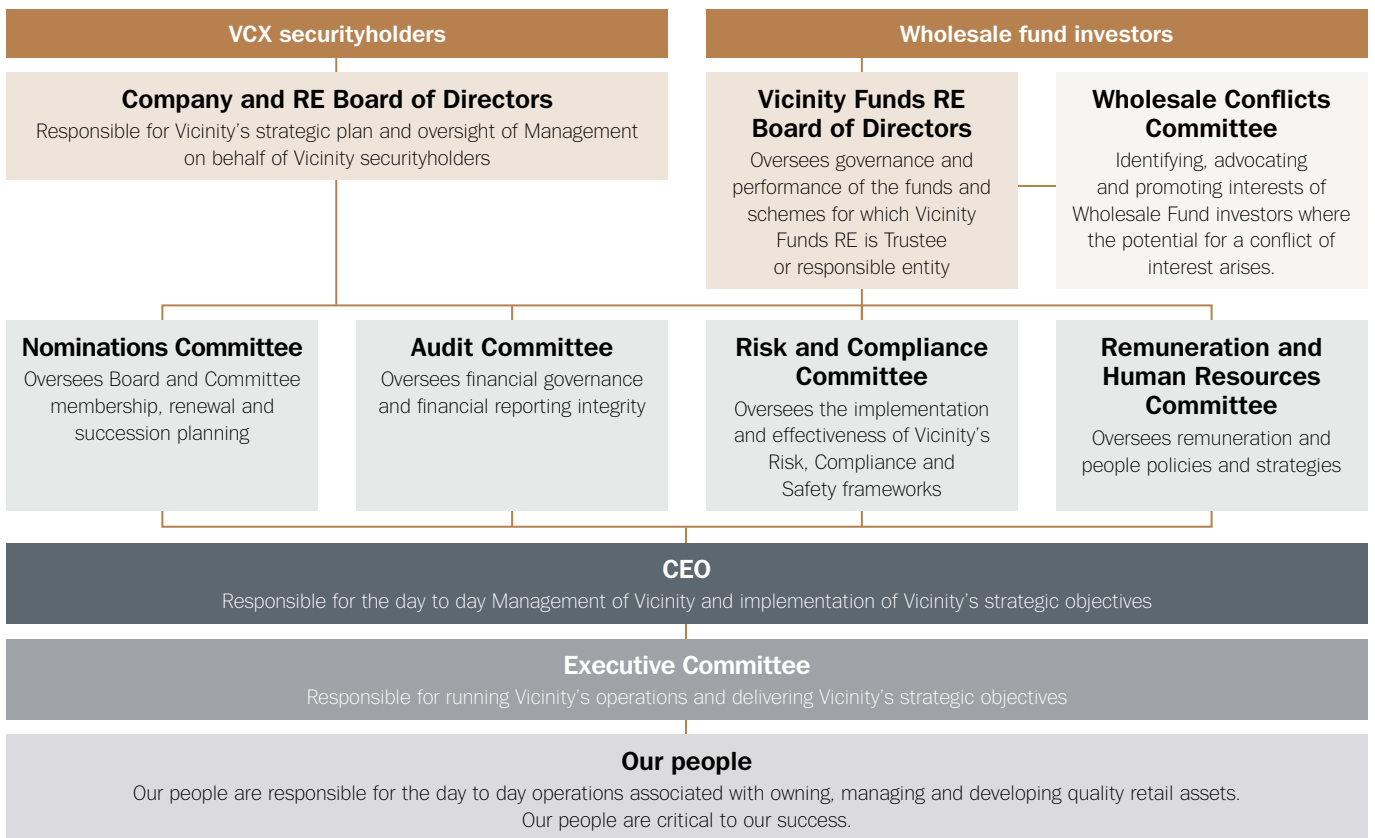 VCX securityholders
Wholesale fund investors
Company and RE Board of Directors
Responsible for Vicinity's strategic plan and oversight of Management
on behalf of Vicinity securityholders
Vicinity Funds RE
Board of Directors
Oversees governance and
performance of the funds and
schemes for which Vicinity
Funds RE is Trustee
or responsible entity
Wholesale Conflicts
Committee
Identifying, advocating
and promoting interests of
Wholesale Fund investors where
the potential for a conflict of
interest arises.
Nominations Committee
Oversees Board and Committee
membership, renewal and
succession planning
Audit Committee
Oversees financial governance
and financial reporting integrity
Risk and Compliance
Committee
Oversees the implementation
and effectiveness of Vicinity's
Risk, Compliance and
Safety frameworks
Remuneration and
Human Resources
Committee
Oversees remuneration and
people policies and strategies
CEO
Responsible for the day to day Management of Vicinity and implementation of Vicinity's strategic objectives
Executive Committee
Responsible for running Vicinity's operations and delivering Vicinity's strategic objectives
Our people
Our people are responsible for the day to day operations associated with owning, managing and developing quality retail assets.
Our people are critical to our success.